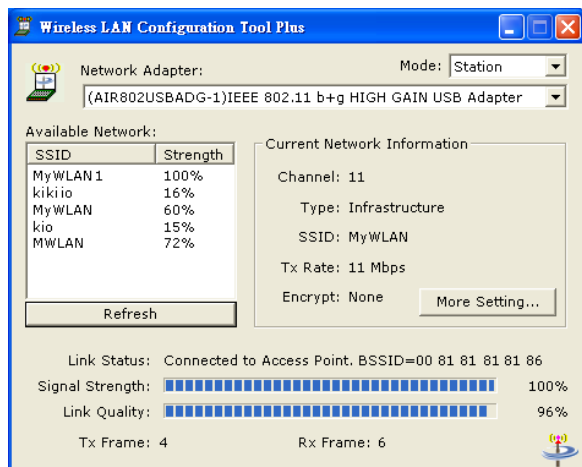 Wireless LAN Configuration Tool Plus
Network Adapter:
Mode: Station
(AIR802USBADG-1)IEEE 802.11 b+g HIGH GAIN USB Adapter
Available Network:
SSID Strength
MyWLAN1 100%
kikiio 16%
MyWLAN 60%
kio 15%
MWLAN 72%
Refresh
Current Network Information
Channel: 11
Type: Infrastructure
SSID: MyWLAN
Tx Rate: 11 Mbps
Encrypt: None
More Setting...
Link Status: Connected to Access Point. BSSID=00 81 81 81 81 86
Signal Strength: 100%
Link Quality: 96%
Tx Frame: 4 Rx Frame: 6